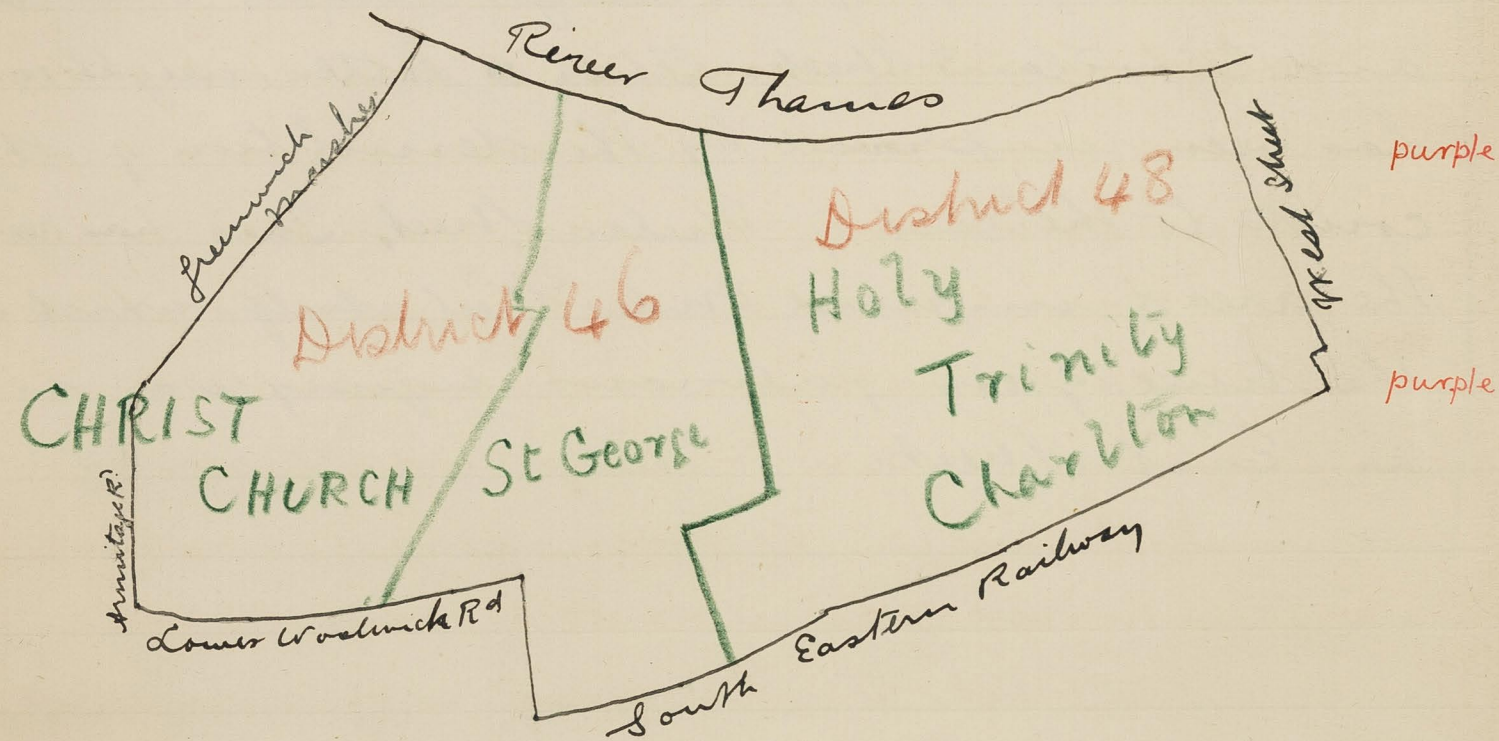 River Thames
Greenwich
marshes
West Street
purple
District 48
Holy
Trinity
Charlton
District 46
purple
CHRIST
CHURCH
St George
Armitage Rd
Lower Woolwich Rd
South Eastern Railway